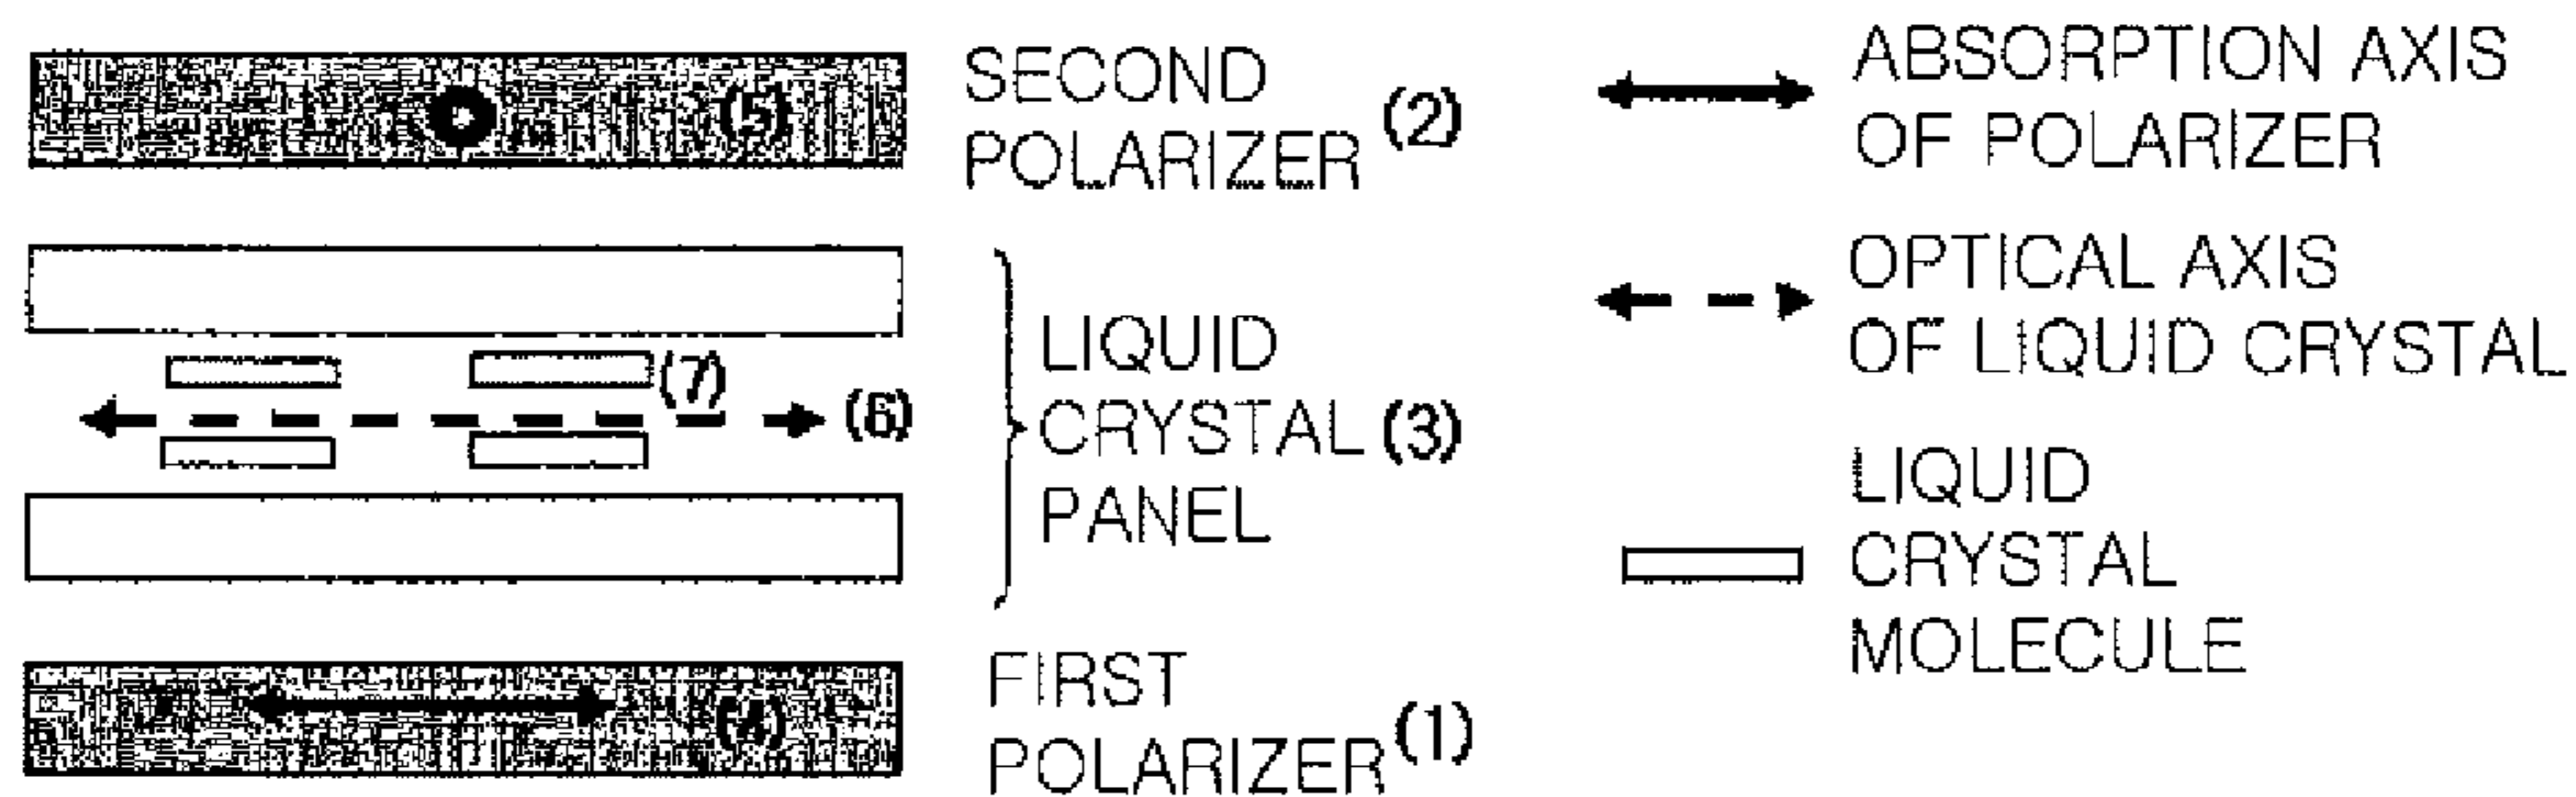 (5)
SECOND
POLARIZER (2)
(7)
(6)
LIQUID
CRYSTAL (3)
PANEL
(4)
FIRST
POLARIZER (1)
ABSORPTION AXIS
OF POLARIZER
OPTICAL AXIS
OF LIQUID CRYSTAL
LIQUID
CRYSTAL
MOLECULE